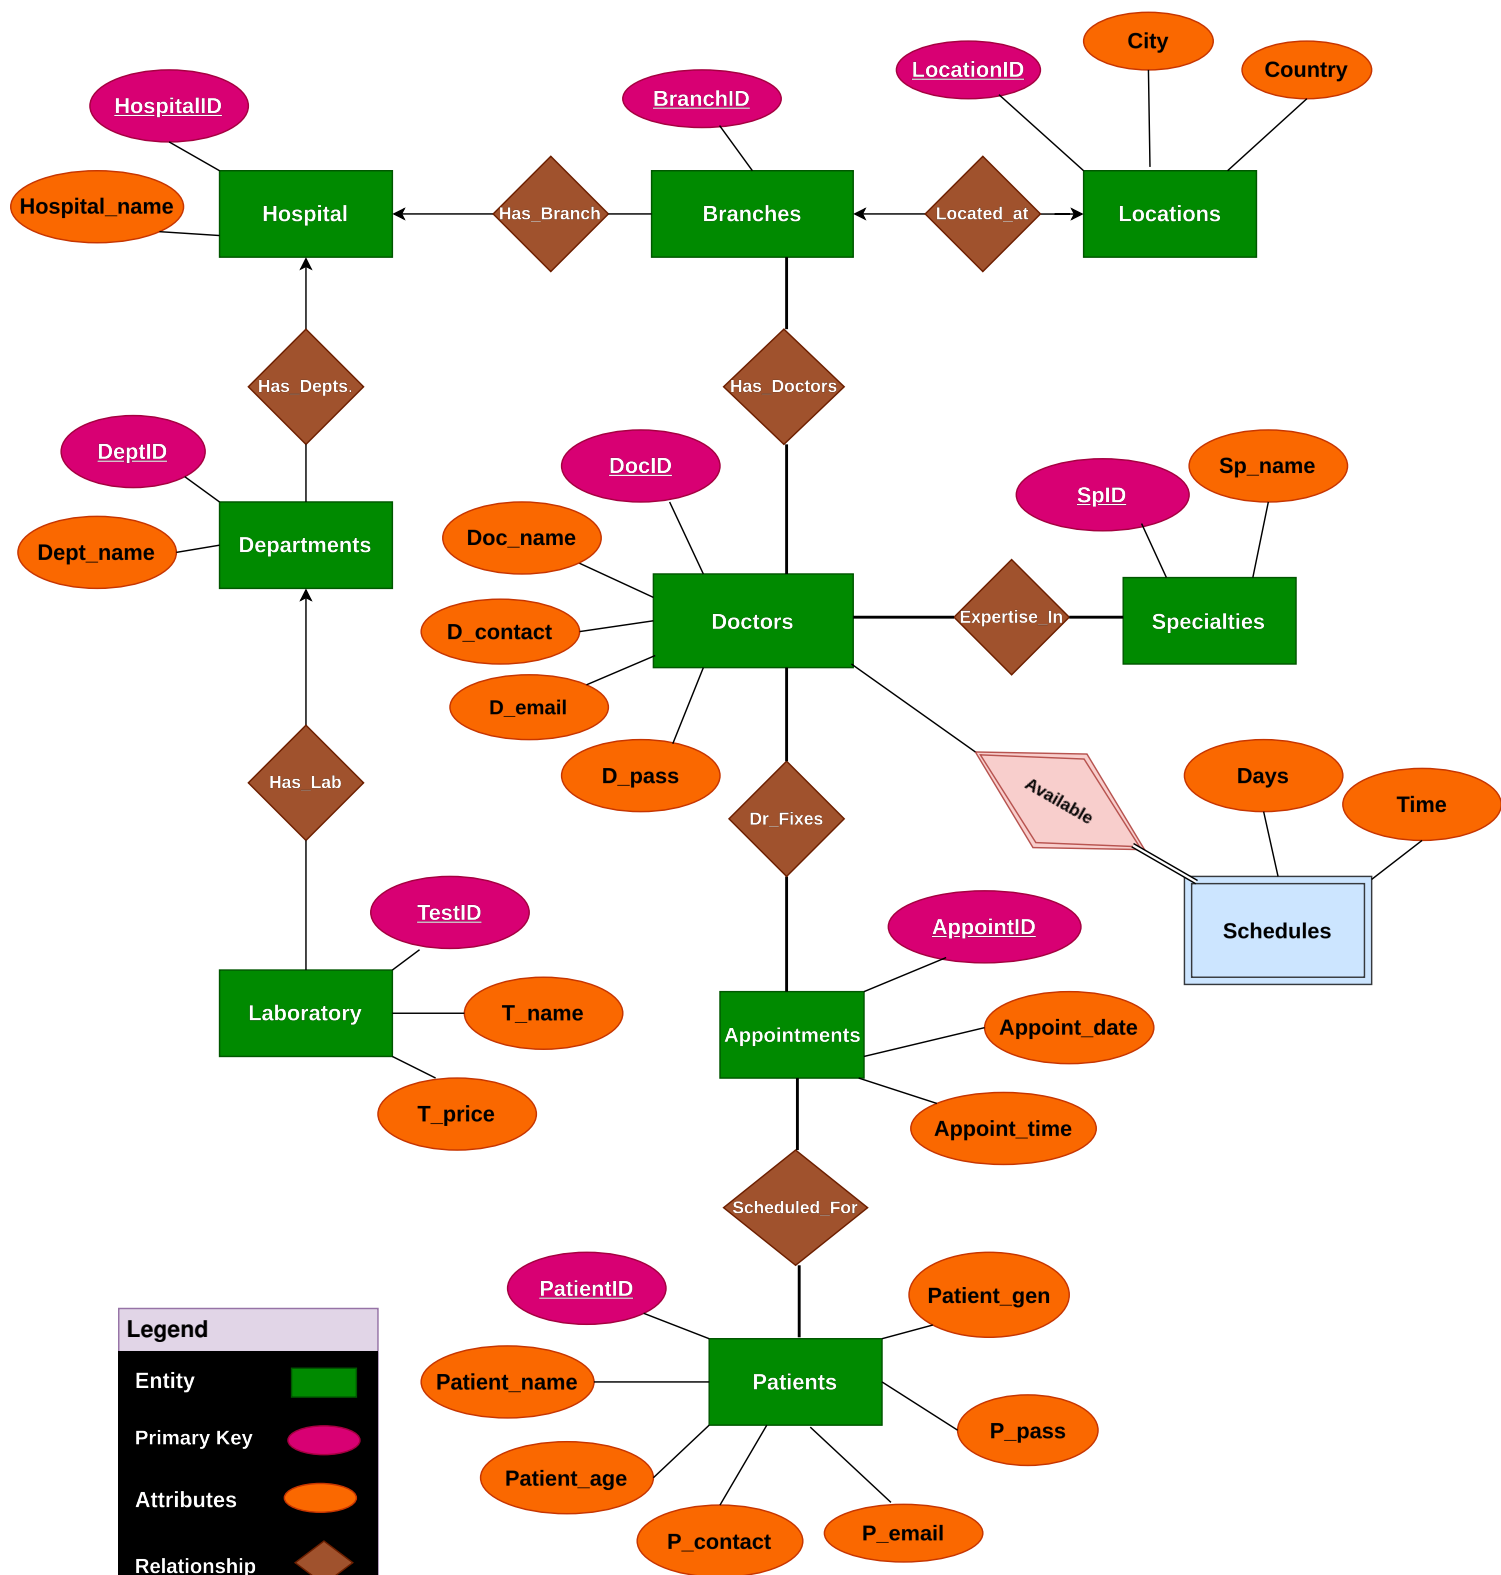 City
LocationID
Country
HospitalID
BranchID
Hospital_name
Hospital
Has_Branch
Branches
Located_at
Locations
Has_Depts.
Has_Doctors
DeptID
DocID
Sp_name
SpID
Doc_name
Dept_name
Departments
D_contact
Doctors
Expertise_In
Specialties
D_email
D_pass
Has_Lab
Dr_Fixes
Available
Days
Time
TestID
AppointID
Schedules
Laboratory
T_name
Appointments
Appoint_date
T_price
Appoint_time
Scheduled_For
PatientID
Patient_gen
Patient_name
Patients
P_pass
Patient_age
P_contact
P_email
Legend
Entity
Primary Key
Attributes
Relationship